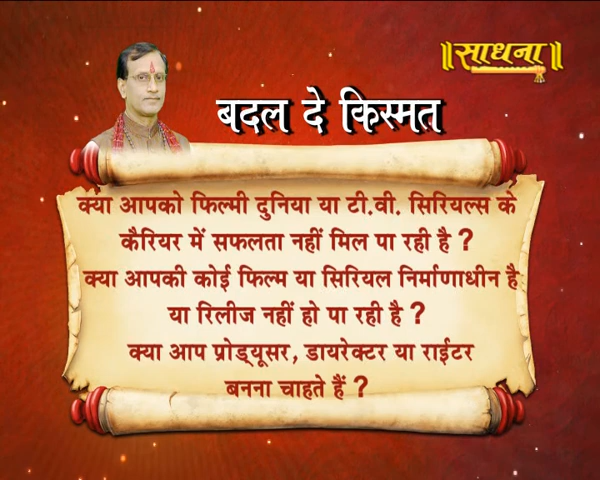 ॥साधना॥
बदल दे किस्मत
क्या आपको फिल्मी दुनिया या टी.वी. सिरियल्स के
कैरियर में सफलता नहीं मिल पा रही है ?
क्या आपकी कोई फिल्म या सिरियल निर्माणाधीन है
या रिलीज नहीं हो पा रही है ?
क्या आप प्रोड्यूसर, डायरेक्टर या राईटर
बनना चाहते हैं ?